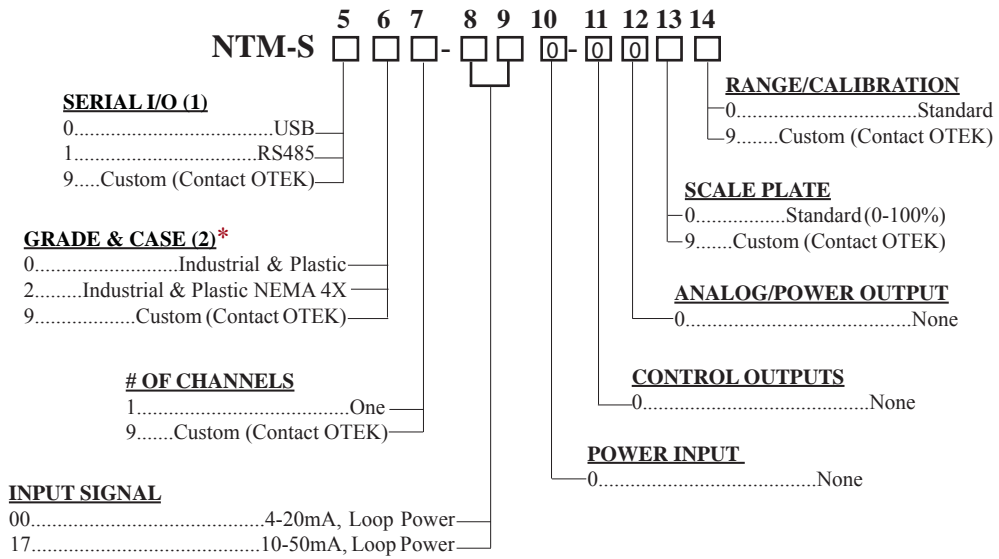 5 6 7 8 9 10 11 12 13 14
NTM-S - 0 - 0 0
RANGE/CALIBRATION
0..............................Standard
9........Custom (Contact OTEK)
SERIAL I/O (1)
0................................USB
1.............................RS485
9.....Custom (Contact OTEK)
SCALE PLATE
0................Standard (0-100%)
9.......Custom (Contact OTEK)
GRADE & CASE (2)*
0......................Industrial & Plastic
2.........Industrial & Plastic NEMA 4X
9..................Custom (Contact OTEK)
ANALOG/POWER OUTPUT
0....................................None
# OF CHANNELS
1.....................................One
9.......Custom (Contact OTEK)
CONTROL OUTPUTS
0....................................None
POWER INPUT
0....................................None
INPUT SIGNAL
00.....................................4-20mA, Loop Power
17....................................10-50mA, Loop Power